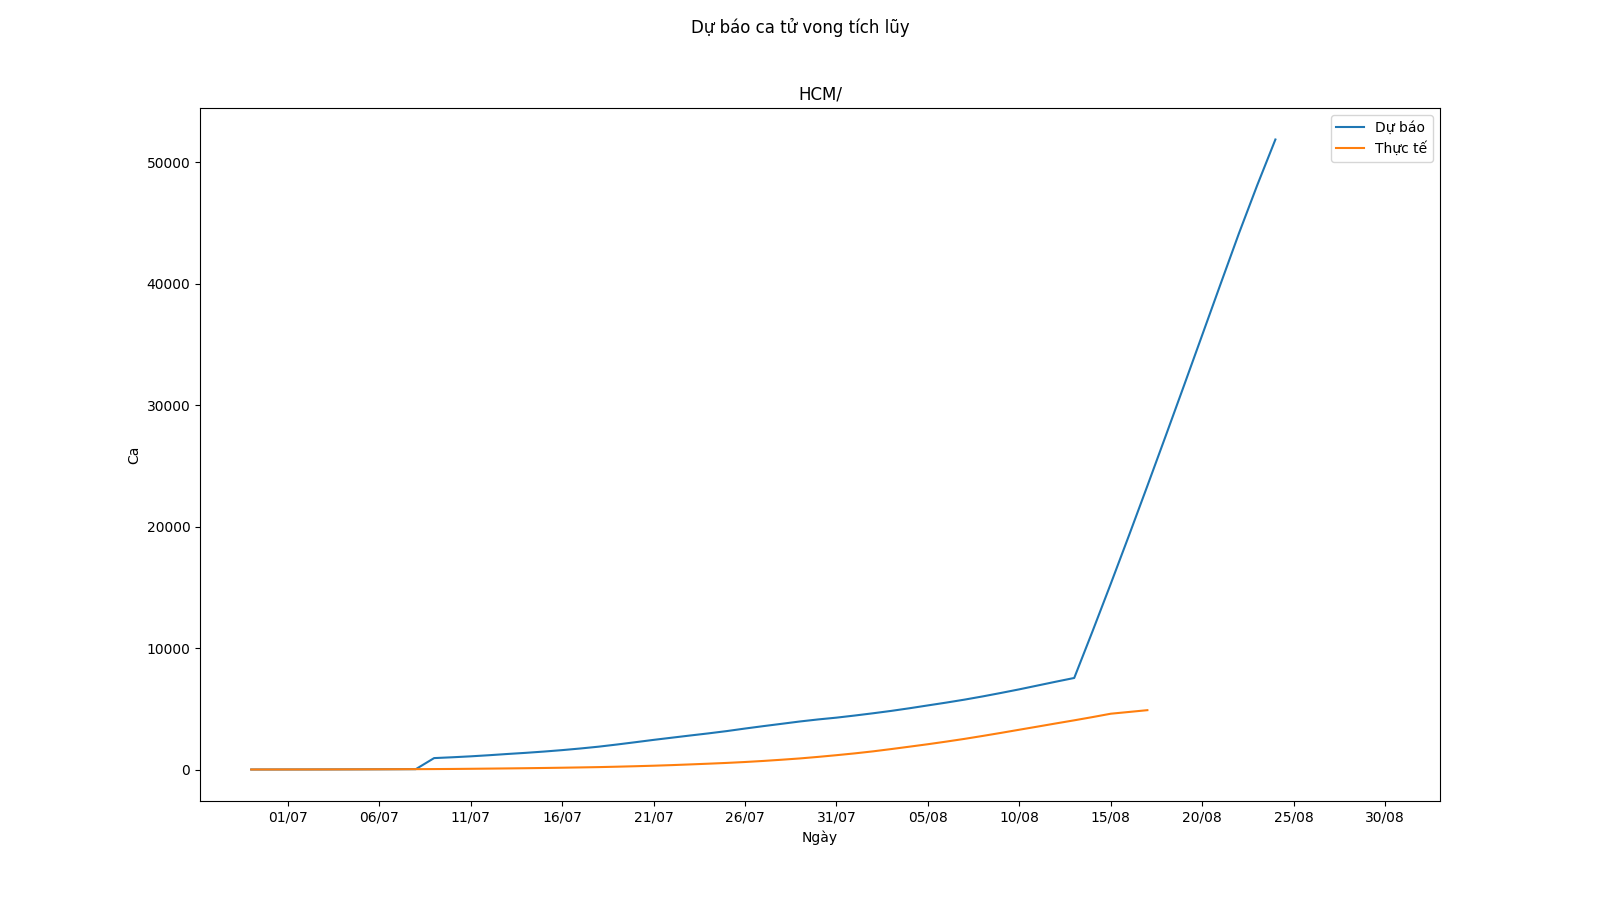 Dự báo ca tử vong tích lũy
HCM/
Dự báo
Thực tế
50000
40000
30000
20000
10000
0
Ca
01/07 06/07 11/07 16/07 21/07 26/07 31/07 05/08 10/08 15/08 20/08 25/08 30/08
Ngày